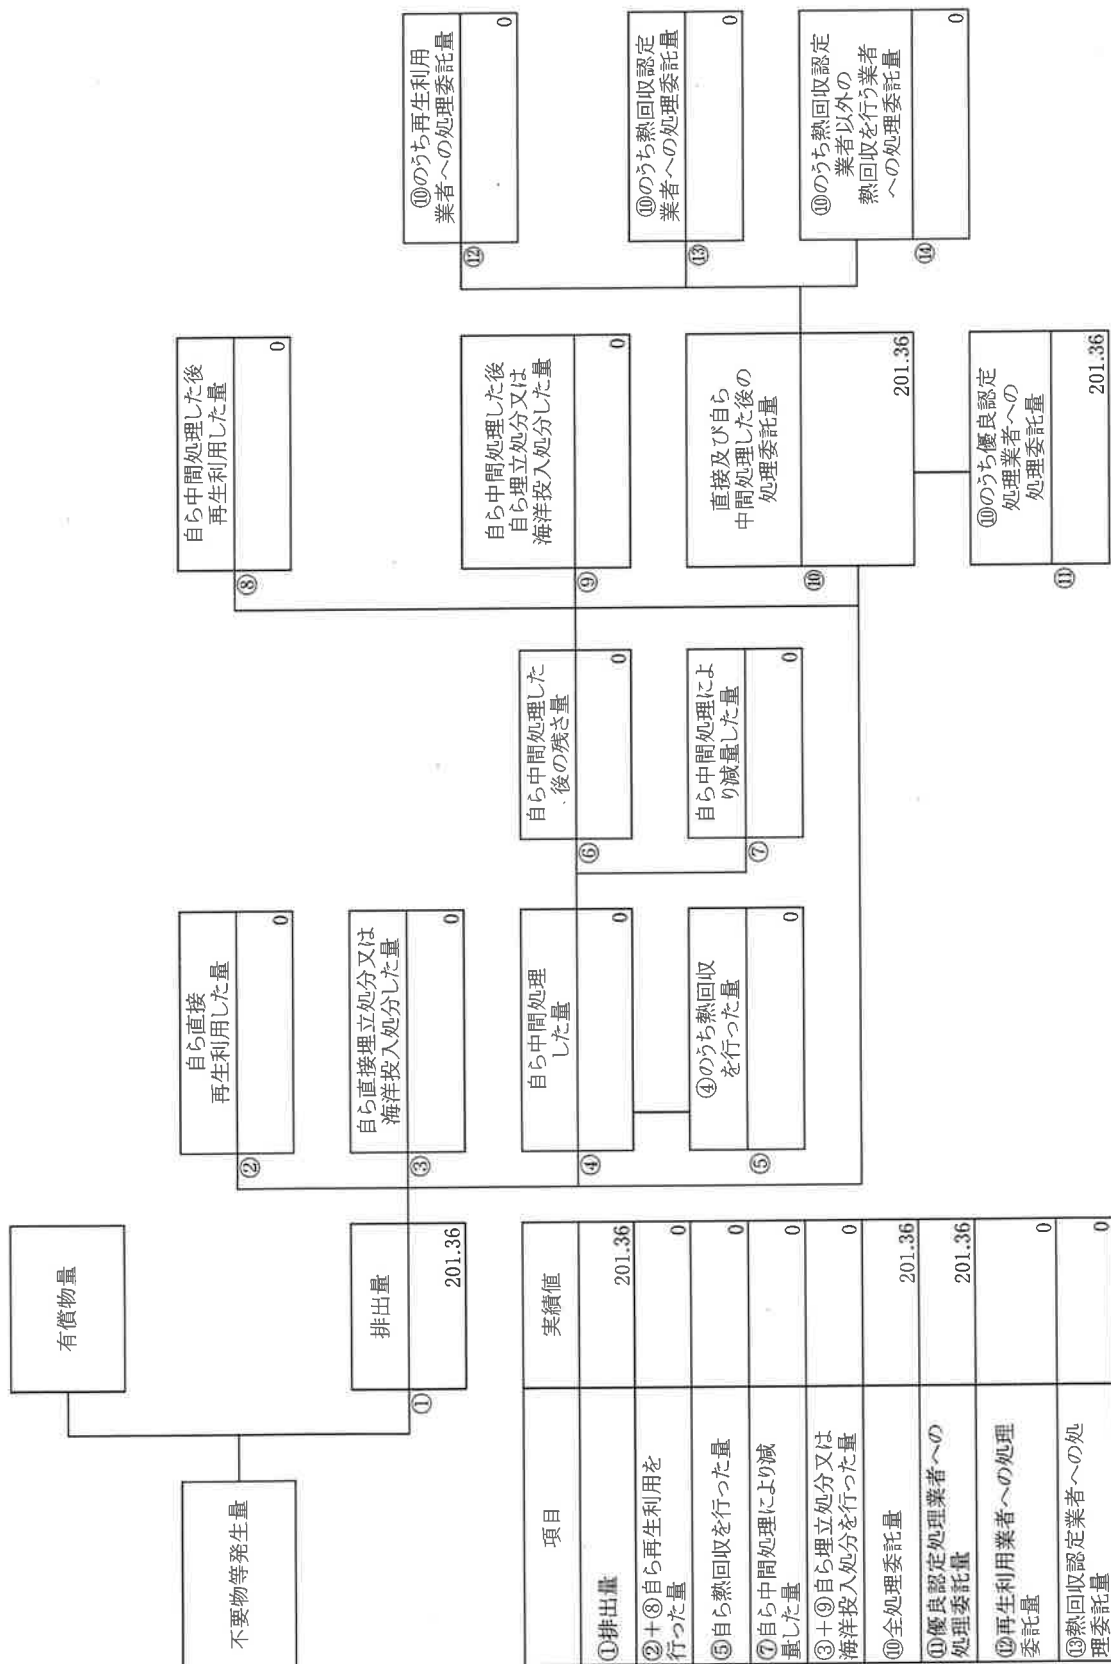 不要物等発生量
有償物量
排出量
①
201.36
自ら直接
再生利用した量
②
0
自ら直接埋立処分又は
海洋投入処分した量
③
0
自ら中間処理
した量
④
0
④のうち熱回収
を行った量
⑤
0
自ら中間処理した
後の残さ量
⑥
0
自ら中間処理によ
り減量した量
⑦
0
自ら中間処理した後
再生利用した量
⑧
0
自ら中間処理した後
自ら埋立処分又は
海洋投入処分した量
⑨
0
直接及び自ら
中間処理した後の
処理委託量
⑩
201.36
⑩のうち優良認定
処理業者への
処理委託量
⑪
201.36
⑩のうち再生利用
業者への処理委託量
⑫
0
⑩のうち熱回収認定
業者への処理委託量
⑬
0
⑩のうち熱回収認定
業者以外の
熱回収を行う業者
への処理委託量
⑭
0
項目 実績値
①排出量 201.36
②+⑧自ら再生利用を
行った量 0
⑤自ら熱回収を行った量 0
⑦自ら中間処理により減
量した量 0
③+⑨自ら埋立処分又は
海洋投入処分を行った量 0
⑩全処理委託量 201.36
⑪優良認定処理業者への
処理委託量 201.36
⑫再生利用業者への処理
委託量 0
⑬熱回収認定業者への処
理委託量 0